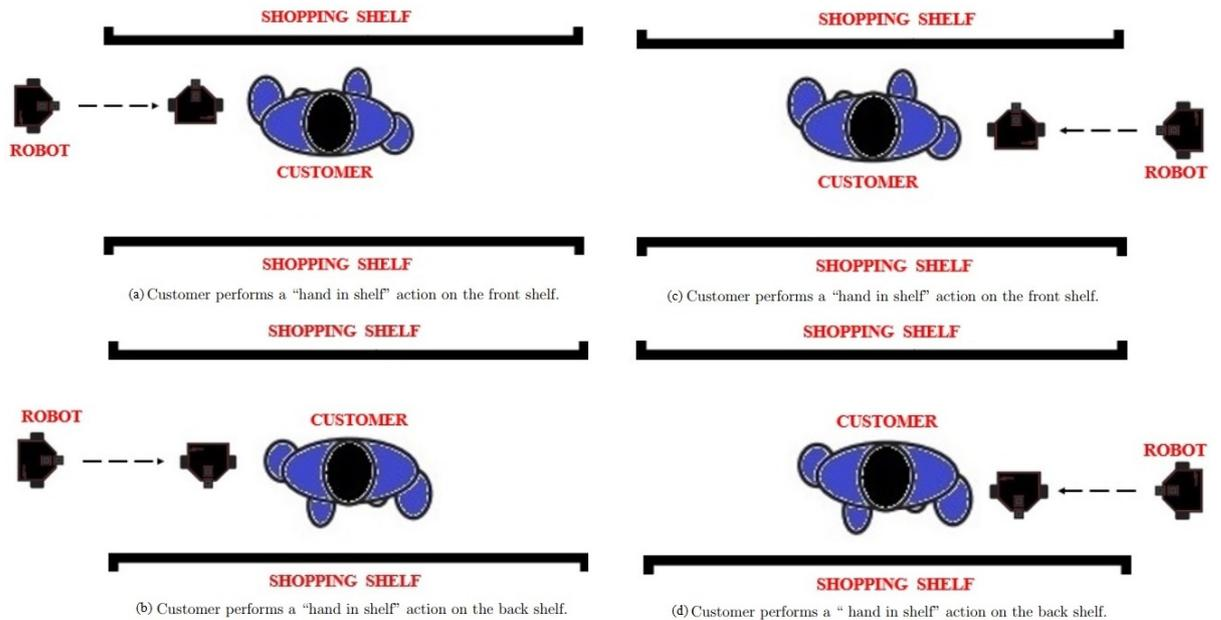 SHOPPING SHELF
ROBOT
CUSTOMER
SHOPPING SHELF
(a) Customer performs a “hand in shelf” action on the front shelf.
SHOPPING SHELF
ROBOT
CUSTOMER
SHOPPING SHELF
(c) Customer performs a “hand in shelf” action on the front shelf.
SHOPPING SHELF
ROBOT
CUSTOMER
SHOPPING SHELF
(b) Customer performs a “hand in shelf” action on the back shelf.
SHOPPING SHELF
CUSTOMER
ROBOT
SHOPPING SHELF
(d) Customer performs a “ hand in shelf” action on the back shelf.